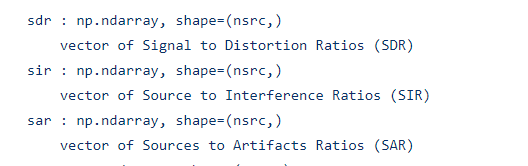 sdr : np.ndarray, shape=(nsrc,)
vector of Signal to Distortion Ratios (SDR)
sir : np.ndarray, shape=(nsrc,)
vector of Source to Interference Ratios (SIR)
sar : np.ndarray, shape=(nsrc,)
vector of Sources to Artifacts Ratios (SAR)